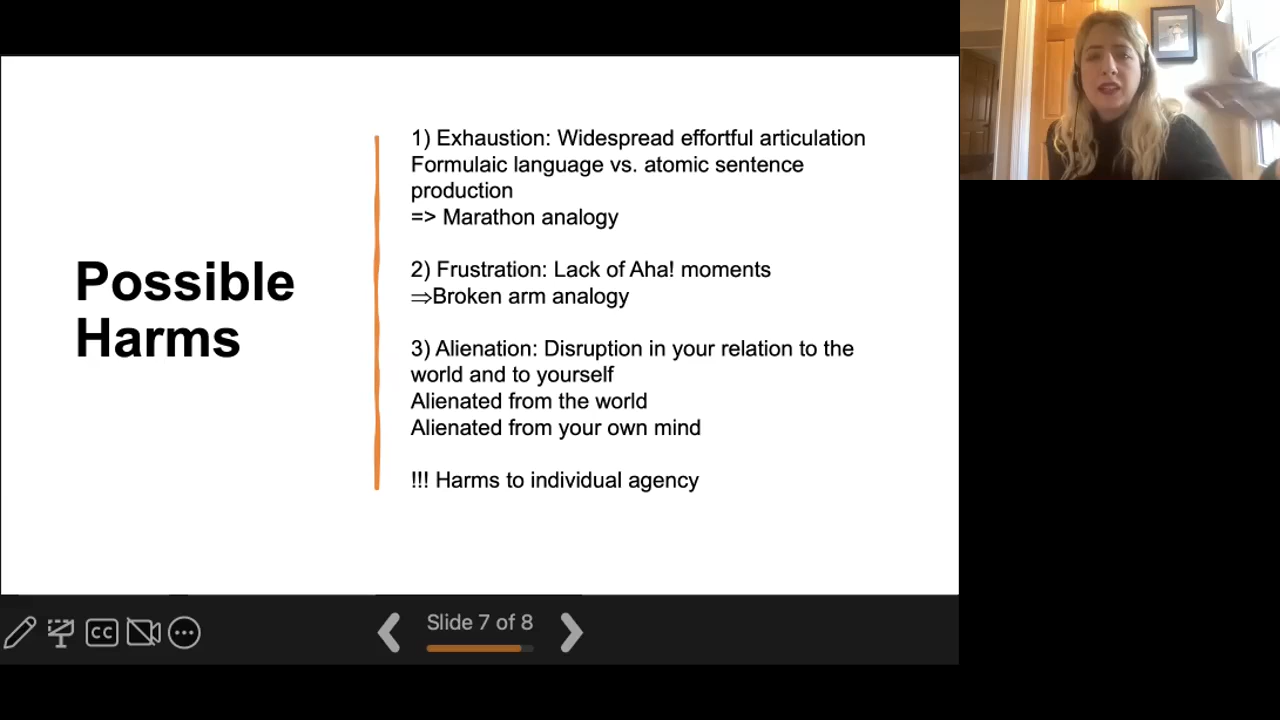 Possible
Harms
1) Exhaustion: Widespread effortful articulation
Formulaic language vs. atomic sentence
production
=> Marathon analogy
2) Frustration: Lack of Aha! moments
⇒Broken arm analogy
3) Alienation: Disruption in your relation to the
world and to yourself
Alienated from the world
Alienated from your own mind
!!! Harms to individual agency
CC
Slide 7 of 8